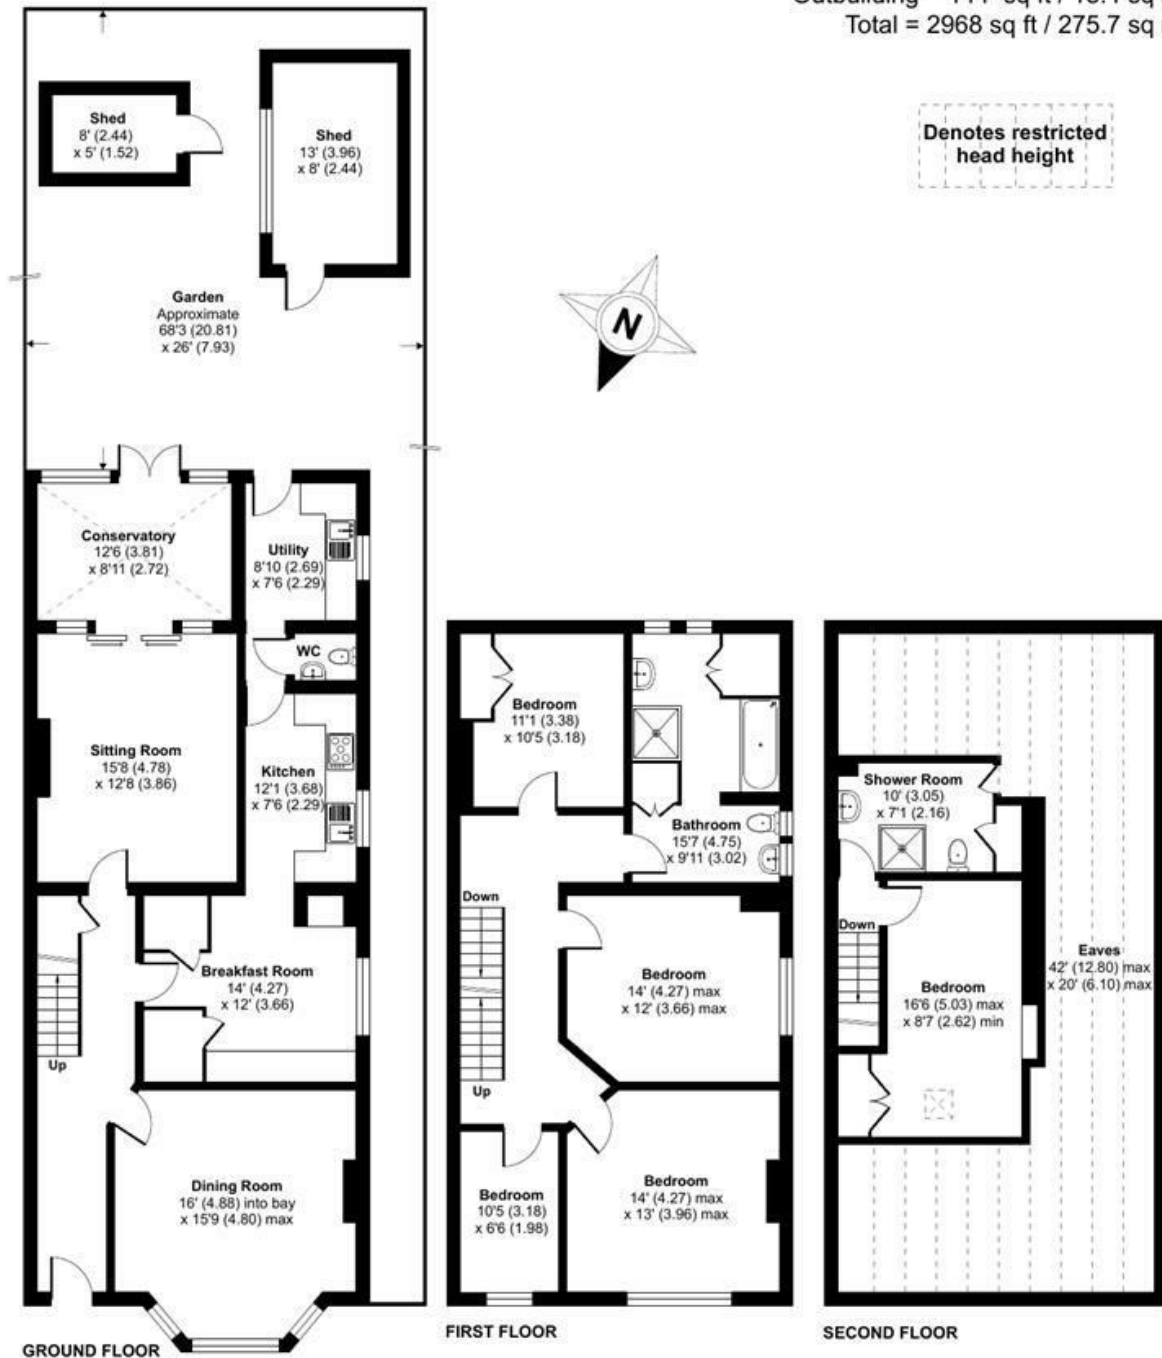 Total = 2968 sq ft / 275.7 sq
Denotes restricted
head height
Shed
8' (2.44)
x 5' (1.52)
Shed
13' (3.96)
x 8' (2.44)
Garden
Approximate
68'3 (20.81)
x 26' (7.93)
N
Conservatory
12'6 (3.81)
x 8'11 (2.72)
Utility
8'10 (2.69)
x 7'6 (2.29)
WC
Sitting Room
15'8 (4.78)
x 12'8 (3.86)
Kitchen
12'1 (3.68)
x 7'6 (2.29)
Breakfast Room
14' (4.27)
x 12' (3.66)
Up
Dining Room
16' (4.88) into bay
x 15'9 (4.80) max
GROUND FLOOR
Bedroom
11'1 (3.38)
x 10'5 (3.18)
Bathroom
15'7 (4.75)
x 9'11 (3.02)
Down
Bedroom
14' (4.27) max
x 12' (3.66) max
Up
Bedroom
10'5 (3.18)
x 6'6 (1.98)
Bedroom
14' (4.27) max
x 13' (3.96) max
FIRST FLOOR
Shower Room
10' (3.05)
x 7'1 (2.16)
Down
Bedroom
16'6 (5.03) max
x 8'7 (2.62) min
Eaves
42' (12.80) max
x 20' (6.10) max
SECOND FLOOR